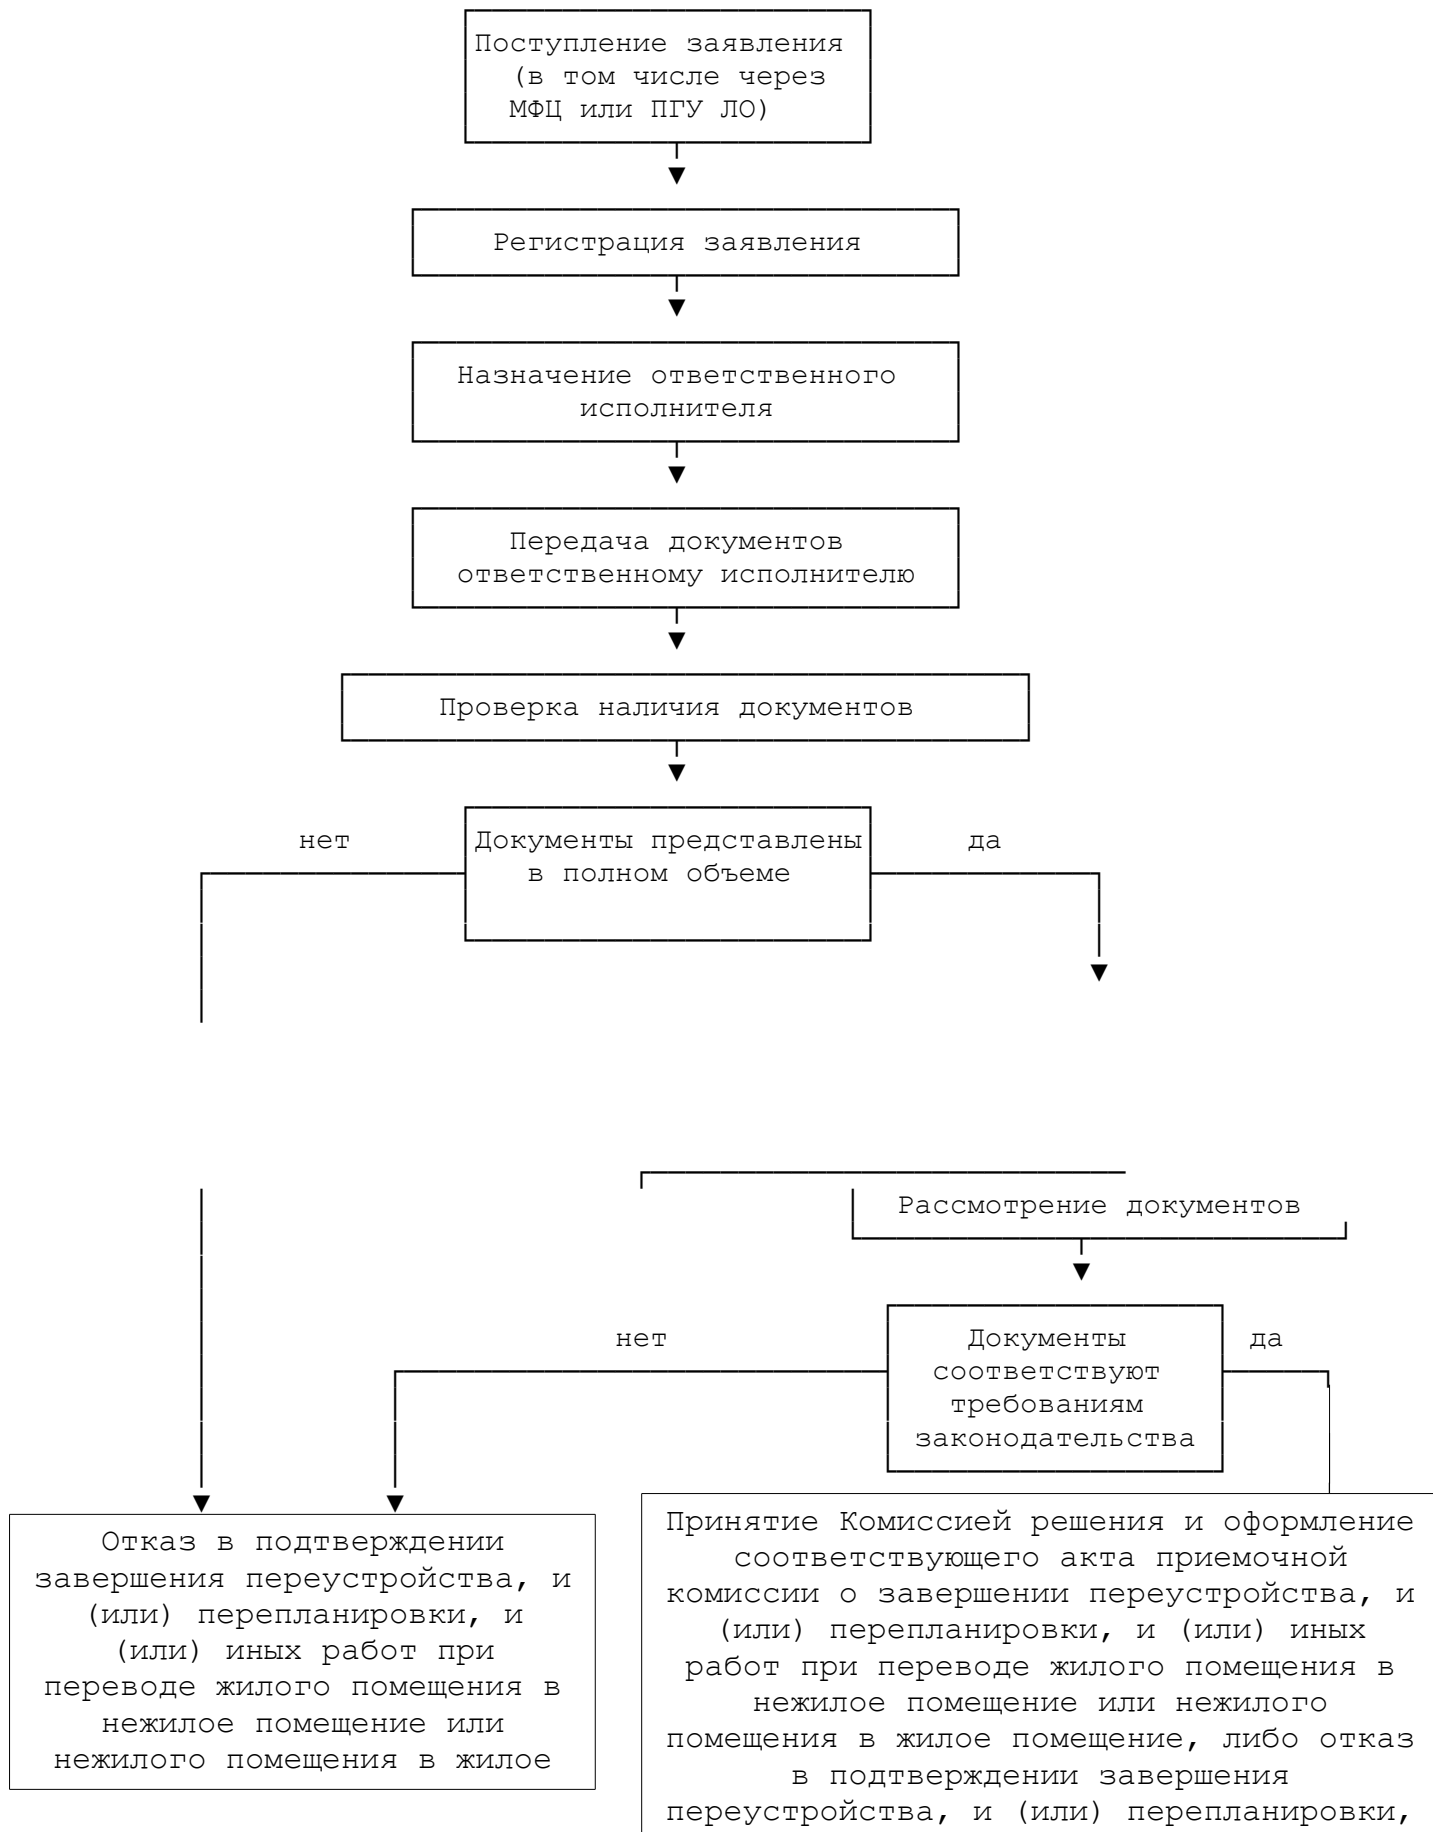 Поступление заявления
(в том числе через
МФЦ или ПГУ ЛО)
Регистрация заявления
Назначение ответственного
исполнителя
Передача документов
ответственному исполнителю
Проверка наличия документов
нет
Документы представлены
в полном объеме
да
Рассмотрение документов
нет
Документы
соответствуют
требованиям
законодательства
да
Отказ в подтверждении
завершения переустройства, и
(или) перепланировки, и
(или) иных работ при
переводе жилого помещения в
нежилое помещение или
нежилого помещения в жилое
Принятие Комиссией решения и оформление
соответствующего акта приемочной
комиссии о завершении переустройства, и
(или) перепланировки, и (или) иных
работ при переводе жилого помещения в
нежилое помещение или нежилого
помещения в жилое помещение, либо отказ
в подтверждении завершения
переустройства, и (или) перепланировки,